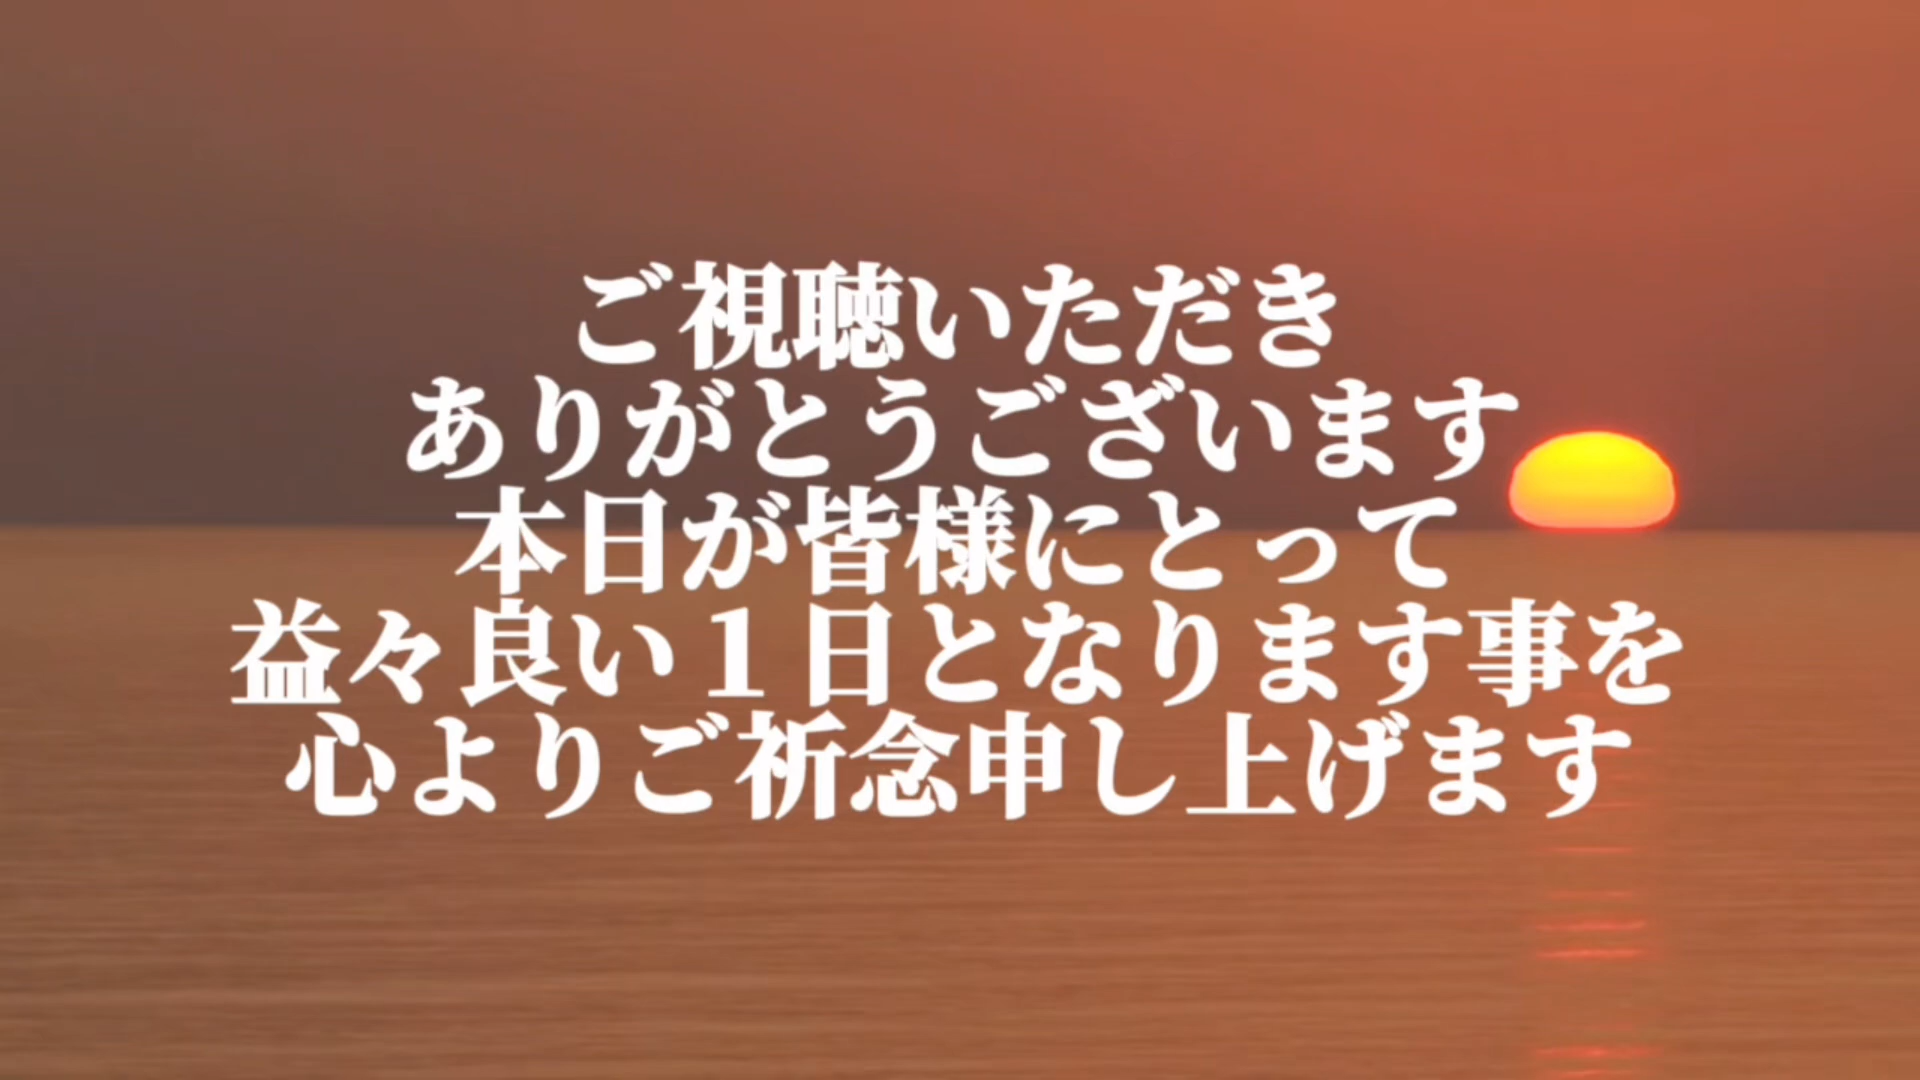 ご視聴いただき
ありがとうございます
本日が皆様にとって
益々良い１日となります事を
心よりご祈念申し上げます